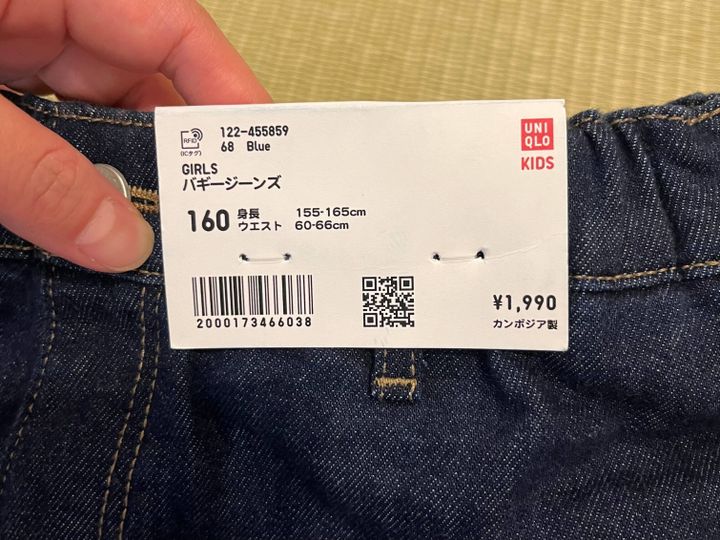 RFID
(ICタグ)
122-455859
68 Blue
UNI
QLO
KIDS
GIRLS
バギージーンズ
160 身長 155-165cm
ウエスト 60-66cm
2000173466038
¥1,990
カンボジア製